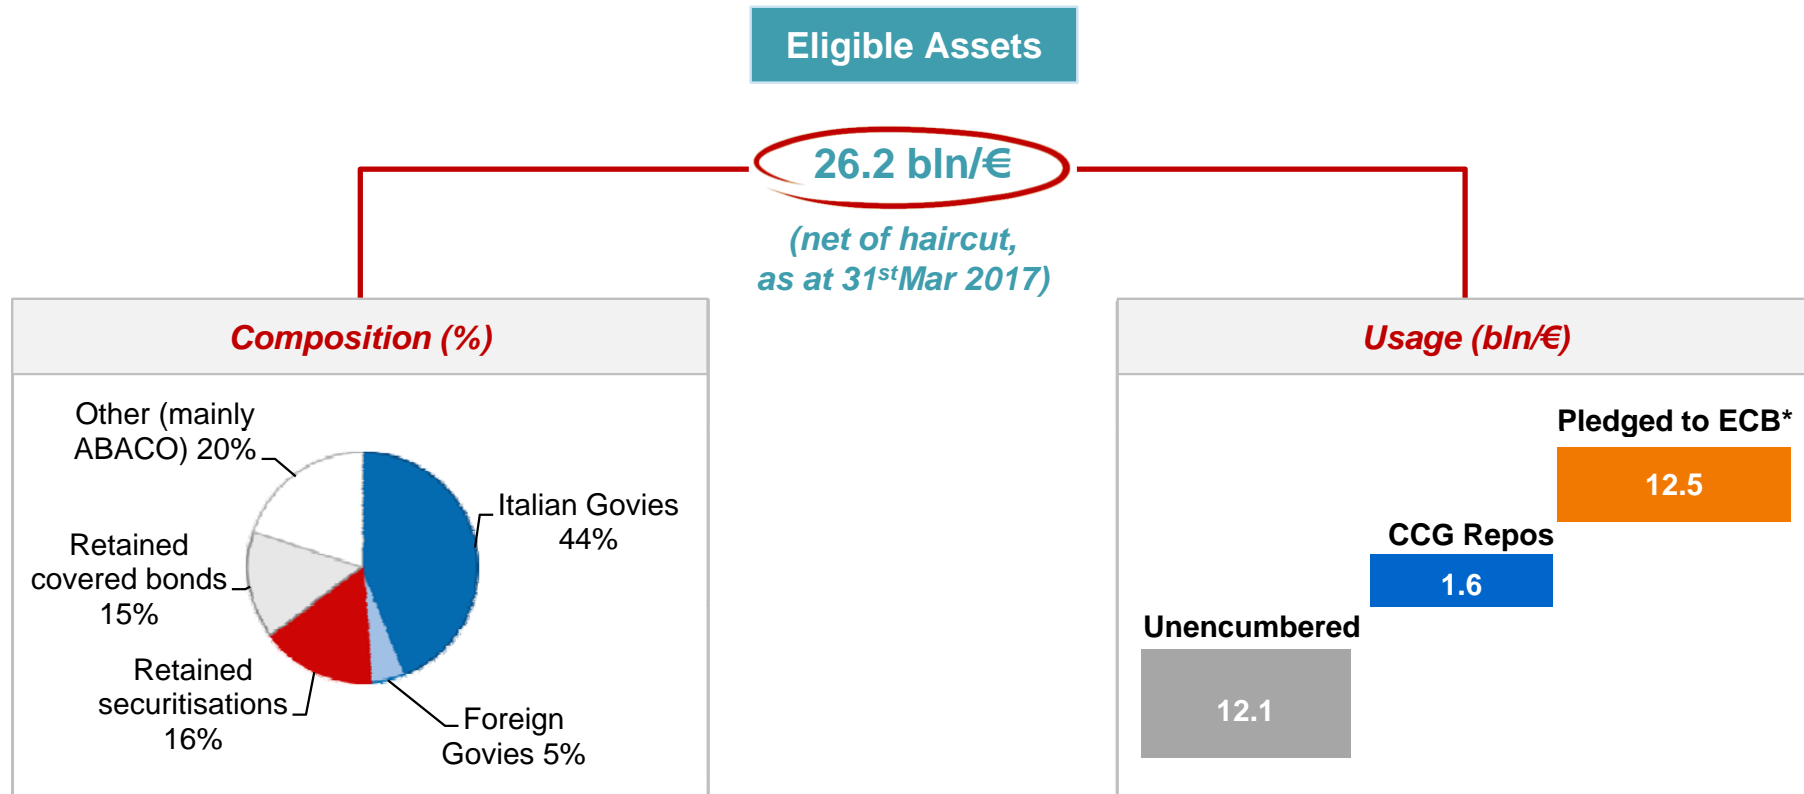 Eligible Assets
26.2 bln/€
(net of haircut,
as at 31stMar 2017)
Composition (%)
Other (mainly
ABACO) 20%
Italian Govies
44%
Retained
covered bonds
15%
Retained
securitisations
16%
Foreign
Govies 5%
Usage (bln/€)
Pledged to ECB*
12.5
CCG Repos
1.6
Unencumbered
12.1